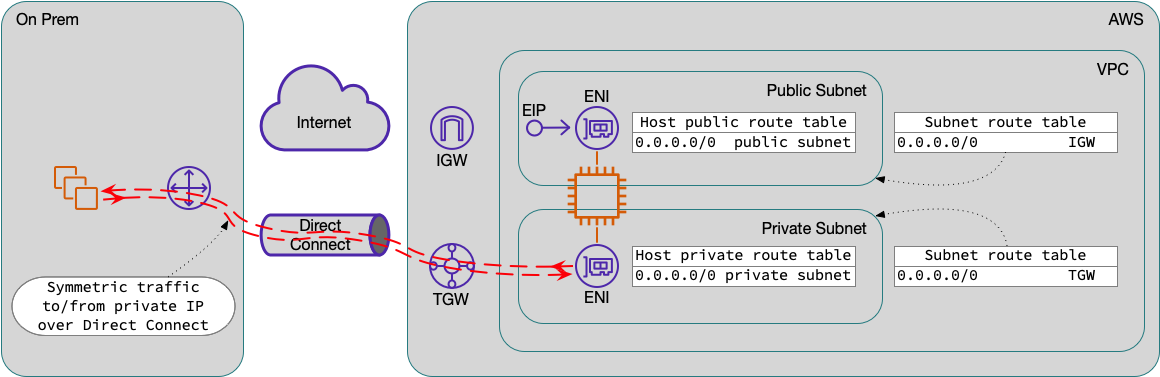 On Prem
AWS
VPC
Internet
IGW
Public Subnet
EIP
ENI
Host public route table
0.0.0.0/0 public subnet
Subnet route table
0.0.0.0/0 IGW
Direct
Connect
TGW
Private Subnet
Host private route table
0.0.0.0/0 private subnet
ENI
Subnet route table
0.0.0.0/0 TGW
Symmetric traffic
to/from private IP
over Direct Connect